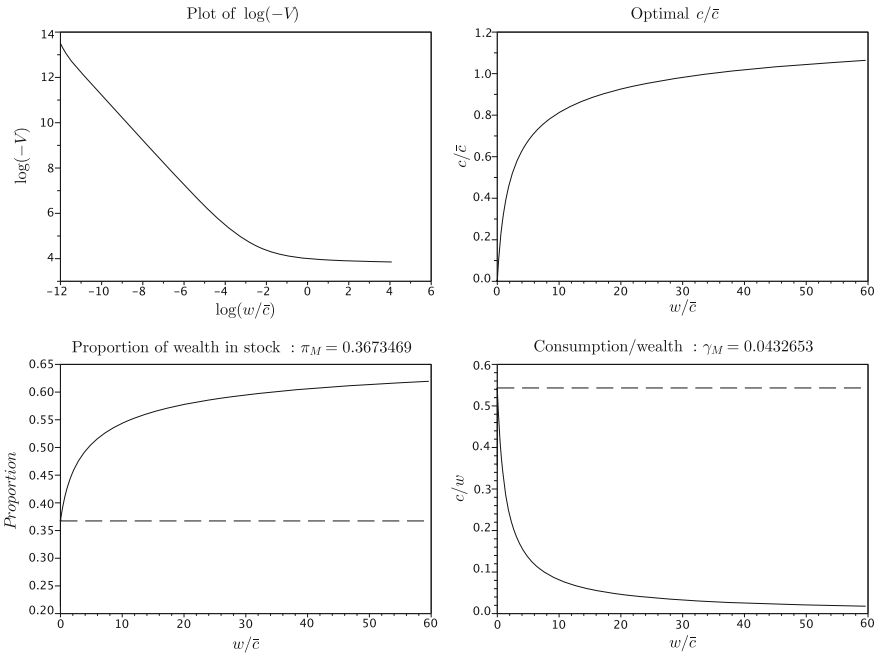 Plot of log(−V)
14
12
10
8
6
4
−12 −10 −8 −6 −4 −2 0 2 4 6
log(−V)
log(w/c̅)
Optimal c/c̅
1.2
1.0
0.8
0.6
0.4
0.2
0.0
0 10 20 30 40 50 60
c/c̅
w/c̅
Proportion of wealth in stock : π_M = 0.3673469
0.65
0.60
0.55
0.50
0.45
0.40
0.35
0.30
0.25
0.20
0 10 20 30 40 50 60
Proportion
w/c̅
Consumption/wealth : γ_M = 0.0432653
0.6
0.5
0.4
0.3
0.2
0.1
0.0
0 10 20 30 40 50 60
c/w
w/c̅